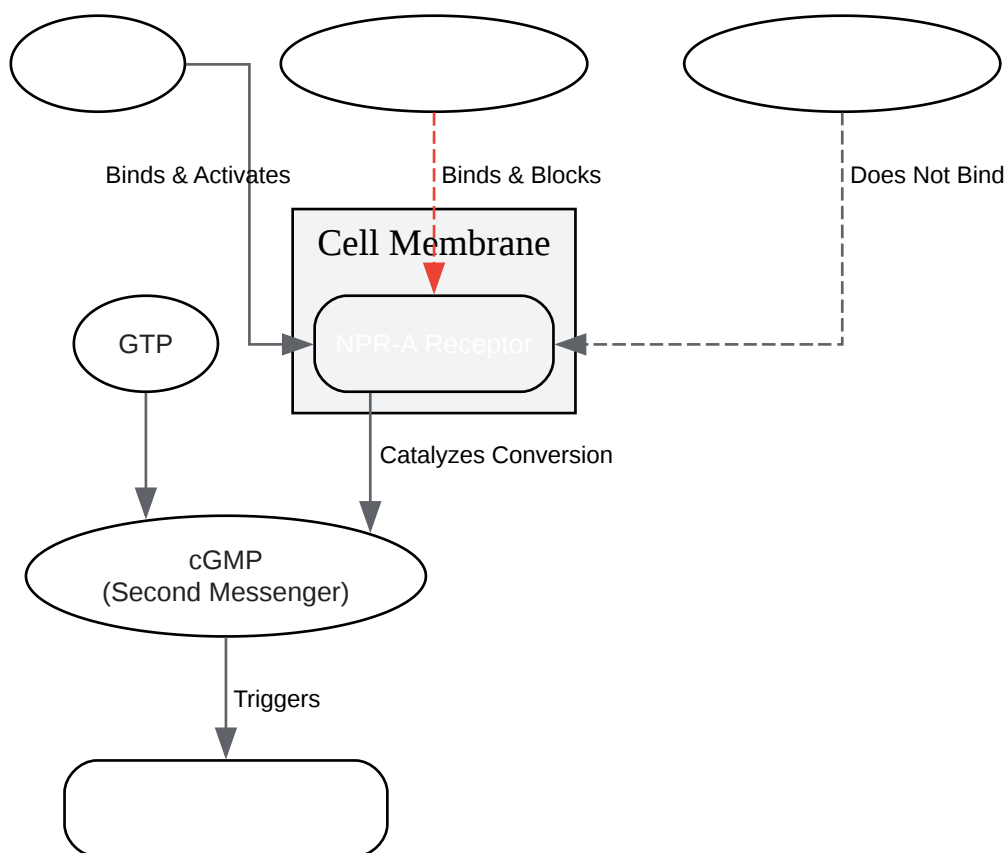 Binds & Activates
Binds & Blocks
Does Not Bind
Cell Membrane
GTP
NPR-A Receptor
Catalyzes Conversion
cGMP
(Second Messenger)
Triggers